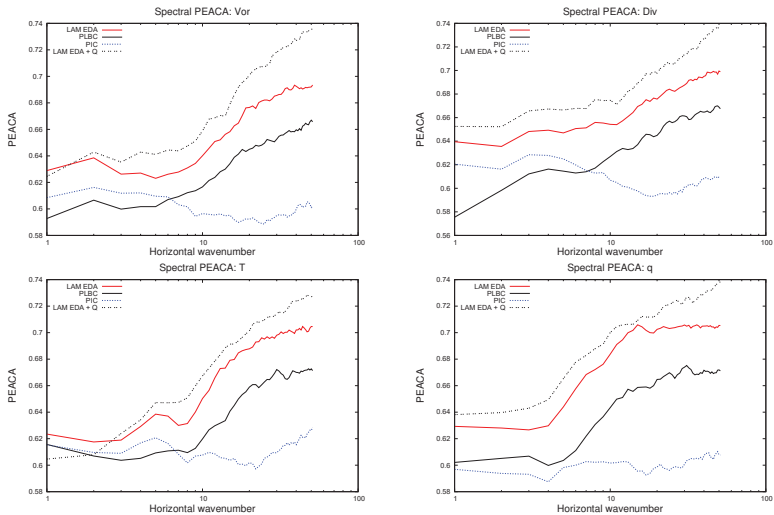 Spectral PEACA: Vor
0.74
0.72
0.7
0.68
0.66
0.64
0.62
0.6
0.58
PEACA
LAM EDA
PLBC
PIC
LAM EDA + Q
1
10
100
Horizontal wavenumber
Spectral PEACA: Div
0.74
0.72
0.7
0.68
0.66
0.64
0.62
0.6
0.58
0.56
PEACA
LAM EDA
PLBC
PIC
LAM EDA + Q
1
10
100
Horizontal wavenumber
Spectral PEACA: T
0.74
0.72
0.7
0.68
0.66
0.64
0.62
0.6
0.58
PEACA
LAM EDA
PLBC
PIC
LAM EDA + Q
1
10
100
Horizontal wavenumber
Spectral PEACA: q
0.74
0.72
0.7
0.68
0.66
0.64
0.62
0.6
0.58
PEACA
LAM EDA
PLBC
PIC
LAM EDA + Q
1
10
100
Horizontal wavenumber